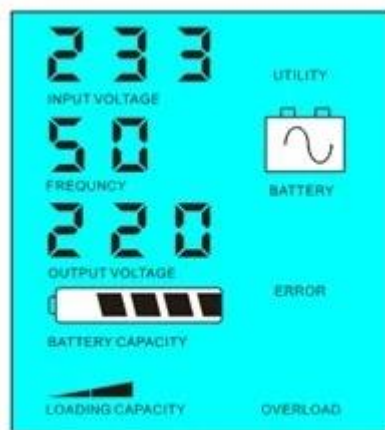 233
INPUT VOLTAGE
UTILITY
50
FREQUNCY
BATTERY
220
OUTPUT VOLTAGE
ERROR
BATTERY CAPACITY
LOADING CAPACITY
OVERLOAD